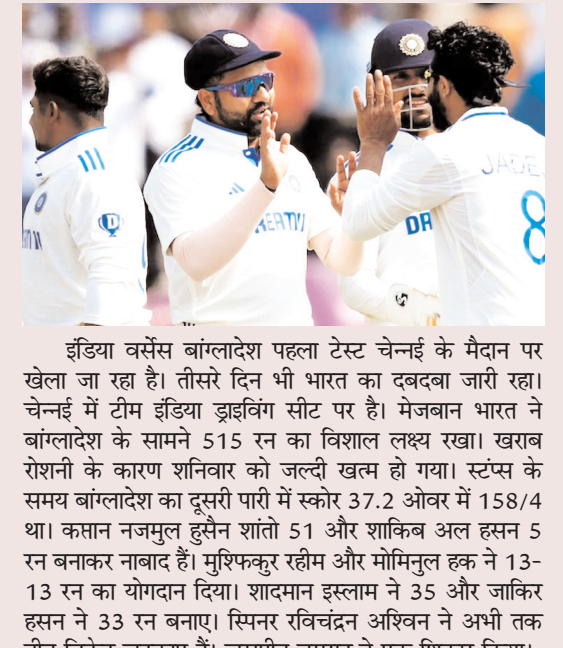 JADE
8
DR
इंडिया वर्सेस बांग्लादेश पहला टेस्ट चेन्नई के मैदान पर
खेला जा रहा है। तीसरे दिन भी भारत का दबदबा जारी रहा।
चेन्नई में टीम इंडिया ड्राइविंग सीट पर है। मेजबान भारत ने
बांग्लादेश के सामने 515 रन का विशाल लक्ष्य रखा। खराब
रोशनी के कारण शनिवार को जल्दी खत्म हो गया। स्टंप्स के
समय बांग्लादेश का दूसरी पारी में स्कोर 37.2 ओवर में 158/4
था। कप्तान नजमुल हुसैन शांतो 51 और शाकिब अल हसन 5
रन बनाकर नाबाद हैं। मुश्फिकुर रहीम और मोमिनुल हक ने 13-
13 रन का योगदान दिया। शादमान इस्लाम ने 35 और जाकिर
हसन ने 33 रन बनाए। स्पिनर रविचंद्रन अश्विन ने अभी तक